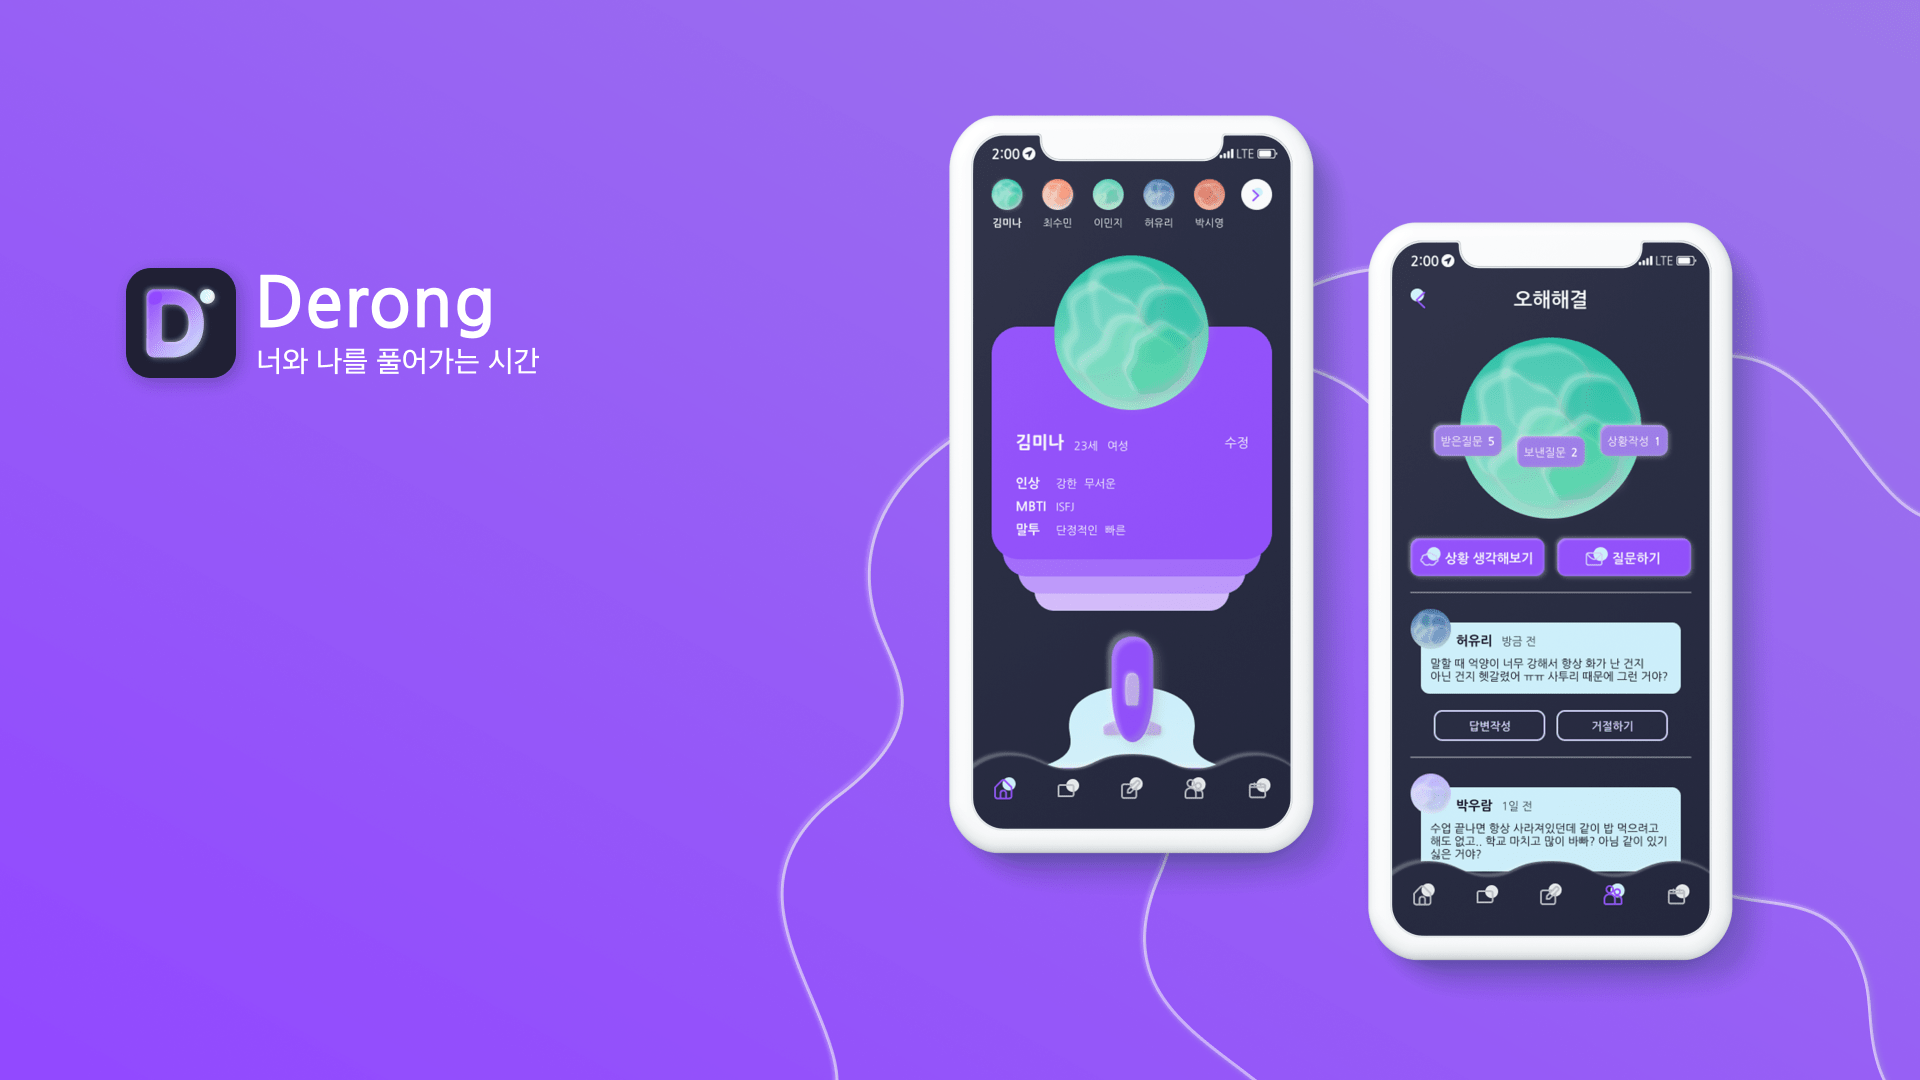 D
Derong
너와 나를 풀어가는 시간
2:00 LTE
김미나 최수민 이민지 허유리 박시영
김미나 23세 여성 수정
인상 강한 무서운
MBTI ISFJ
말투 단정적인 빠른
2:00 LTE
오해해결
받은질문 5 보낸질문 2 상황작성 1
상황 생각해보기 질문하기
허유리 방금 전
말할 때 억양이 너무 강해서 항상 화가 난 건지
아닌 건지 헷갈렸어 ㅠㅠ 사투리 때문에 그런 거야?
답변작성 거절하기
박우람 1일 전
수업 끝나면 항상 사라져있던데 같이 밥 먹으려고
해도 없고.. 학교 마치고 많이 바빠? 아님 같이 있기
싫은 거야?